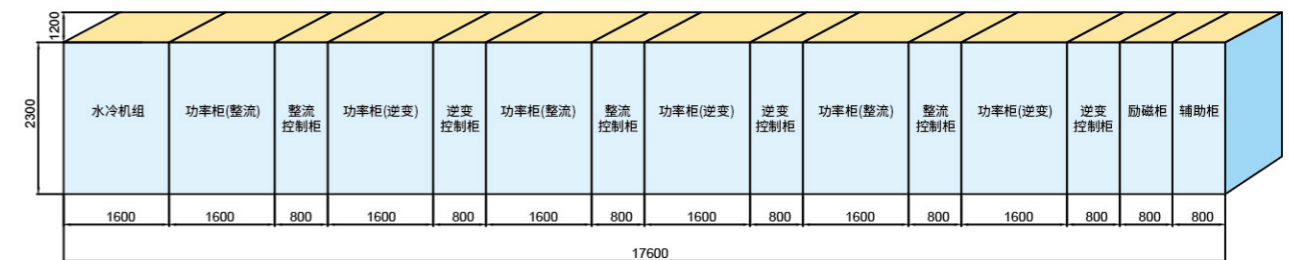 1200
2300
水冷机组
功率柜(整流)
整流
控制柜
功率柜(逆变)
逆变
控制柜
功率柜(整流)
整流
控制柜
功率柜(逆变)
逆变
控制柜
功率柜(整流)
整流
控制柜
功率柜(逆变)
逆变
控制柜
励磁柜
辅助柜
1600
1600
800
1600
800
1600
800
1600
800
1600
800
1600
800
800
800
17600